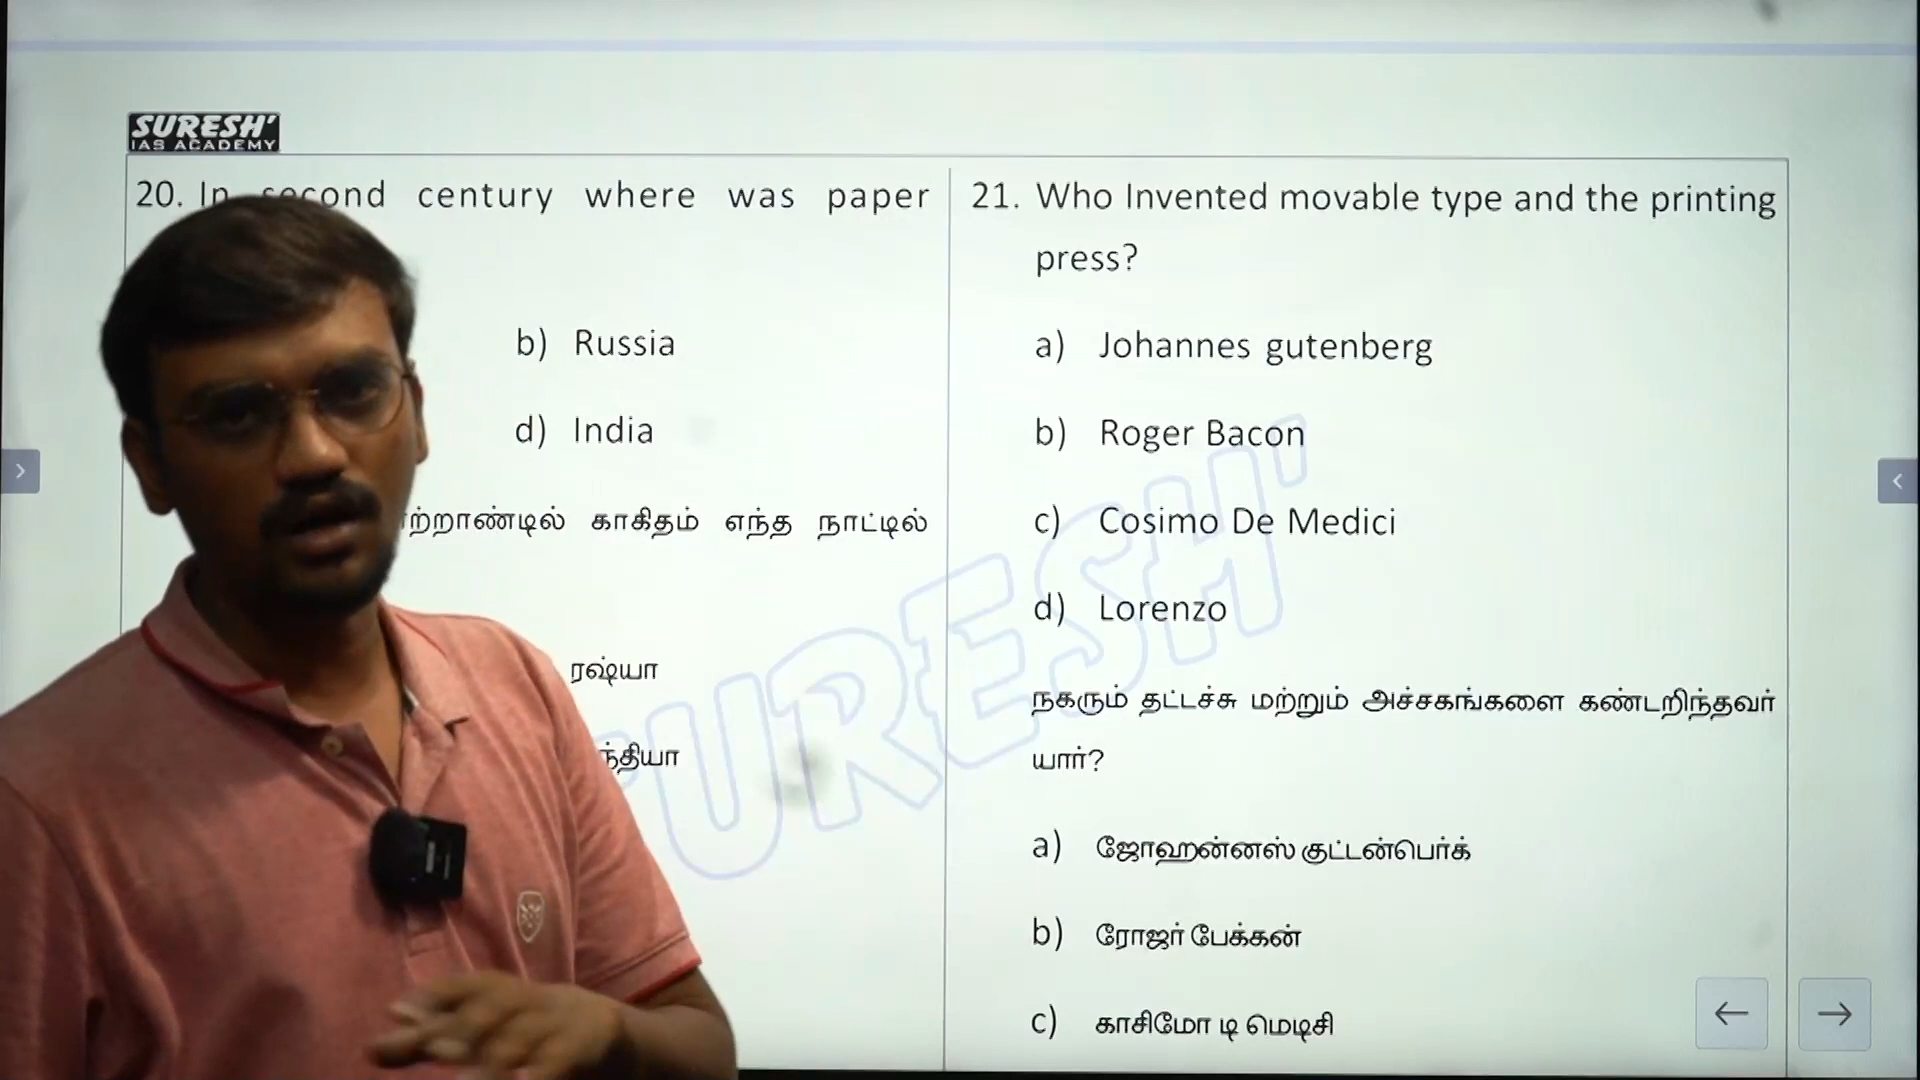 SURESH'
IAS ACADEMY
20. In second century where was paper
b) Russia
d) India
காகிதம் எந்த நாட்டில்
ரஷ்யா
21. Who Invented movable type and the printing
press?
a) Johannes gutenberg
b) Roger Bacon
c) Cosimo De Medici
d) Lorenzo
நகரும் தட்டச்சு மற்றும் அச்சகங்களை கண்டறிந்தவர்
யார்?
a) ஜோஹன்னஸ் குட்டன்பெர்க்
b) ரோஜர் பேக்கன்
c) காசிமோ டி மெடிசி
SURESH'